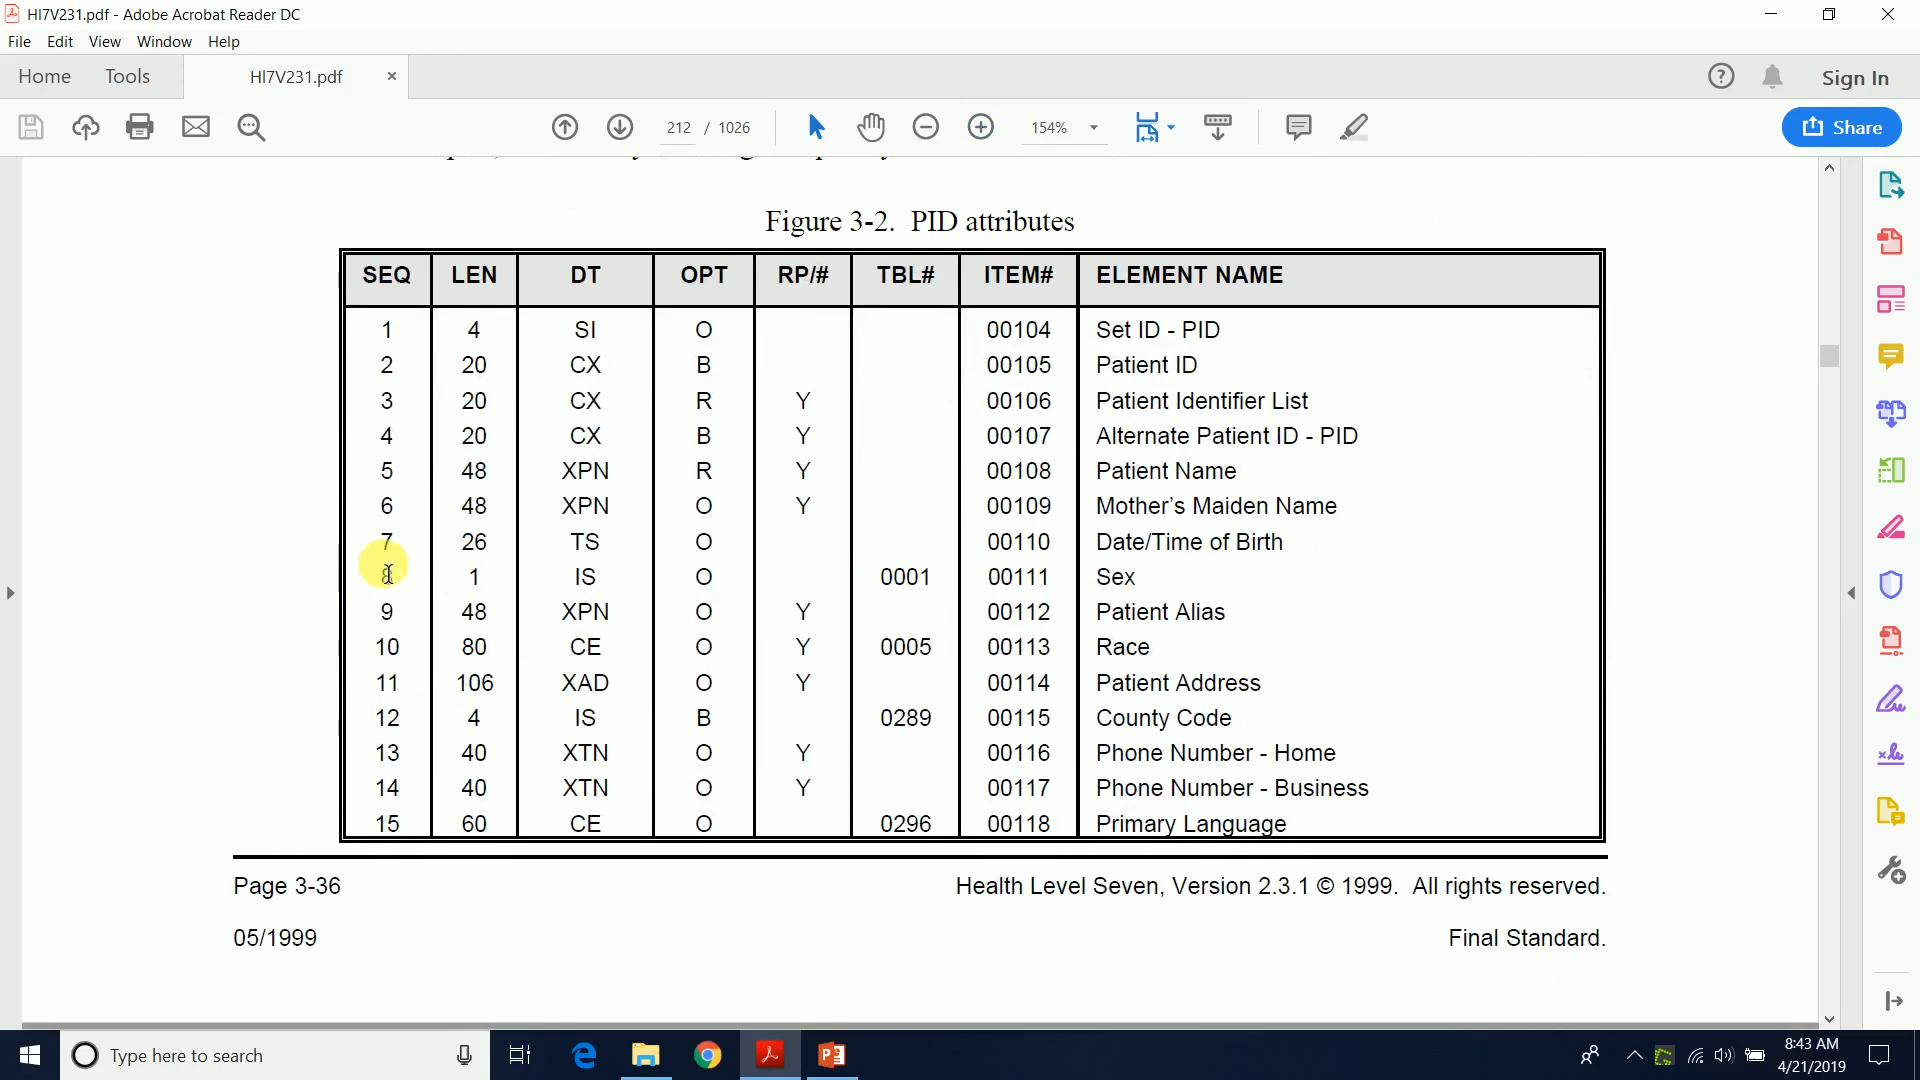 Hl7V231.pdf - Adobe Acrobat Reader DC
File Edit View Window Help
Home Tools Hl7V231.pdf × Sign In
212 / 1026 154% Share
Figure 3-2. PID attributes
SEQ LEN DT OPT RP/# TBL# ITEM# ELEMENT NAME
1 4 SI O 00104 Set ID - PID
2 20 CX B 00105 Patient ID
3 20 CX R Y 00106 Patient Identifier List
4 20 CX B Y 00107 Alternate Patient ID - PID
5 48 XPN R Y 00108 Patient Name
6 48 XPN O Y 00109 Mother’s Maiden Name
7 26 TS O 00110 Date/Time of Birth
8 1 IS O 0001 00111 Sex
9 48 XPN O Y 00112 Patient Alias
10 80 CE O Y 0005 00113 Race
11 106 XAD O Y 00114 Patient Address
12 4 IS B 0289 00115 County Code
13 40 XTN O Y 00116 Phone Number - Home
14 40 XTN O Y 00117 Phone Number - Business
15 60 CE O 0296 00118 Primary Language
Page 3-36 Health Level Seven, Version 2.3.1 © 1999. All rights reserved.
05/1999 Final Standard.
Type here to search
8:43 AM
4/21/2019